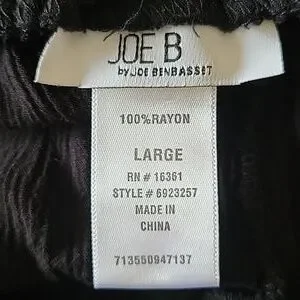 JOE B
by JOE BENBASSET
100%RAYON
LARGE
RN # 16361
STYLE # 6923257
MADE IN
CHINA
713550947137